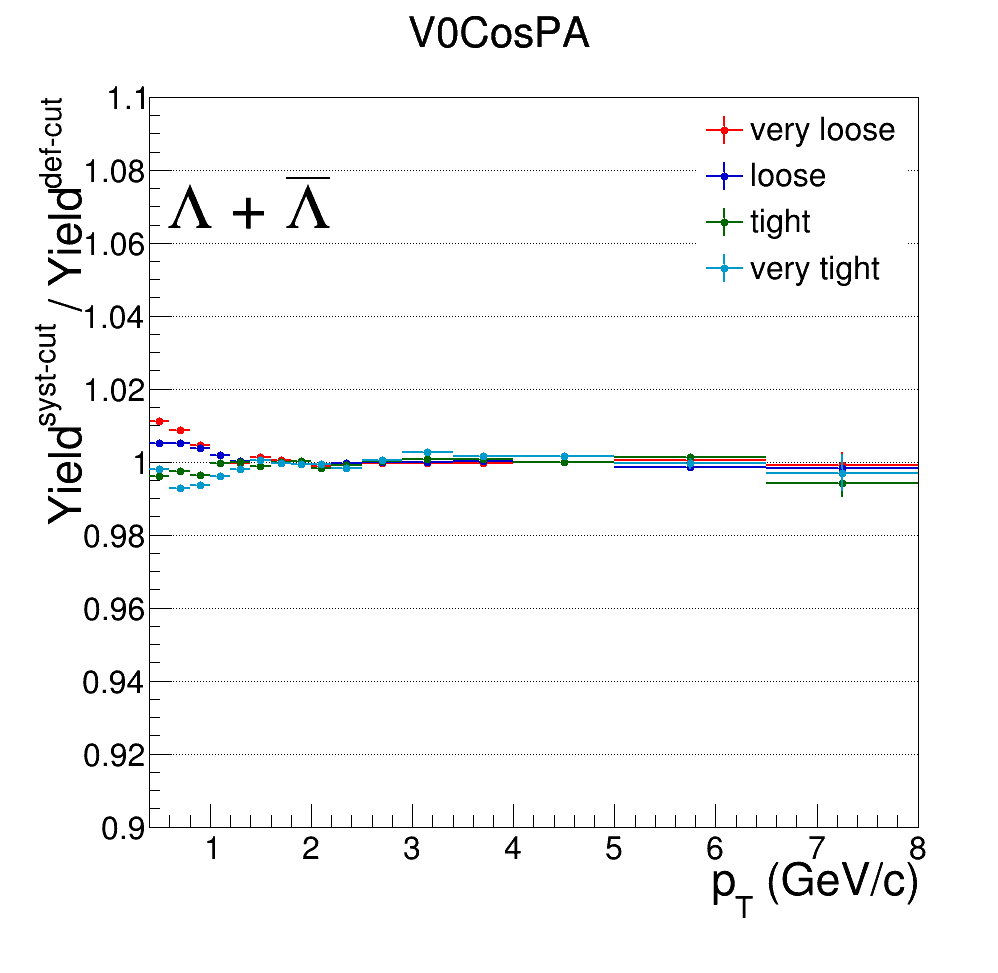 V0CosPA
Yield^syst-cut / Yield^def-cut
1.1
1.08
1.06
1.04
1.02
1
0.98
0.96
0.94
0.92
0.9
Λ + Λ̅
very loose
loose
tight
very tight
1 2 3 4 5 6 7 8
p_T (GeV/c)